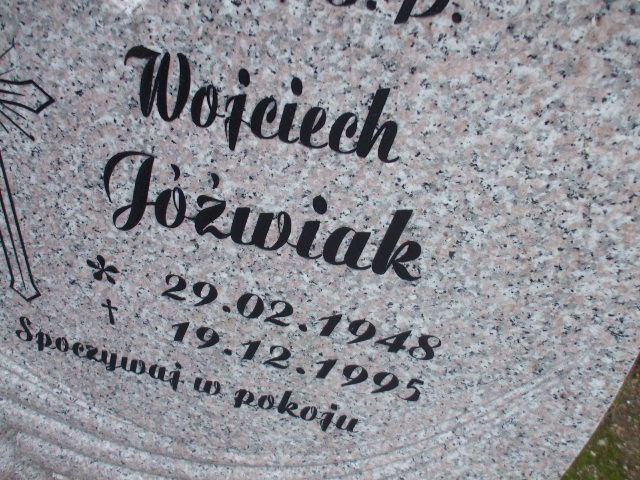 Ś.P.
Wojciech
Jóźwiak
* 29.02.1948
† 19.12.1995
Spoczywaj w pokoju